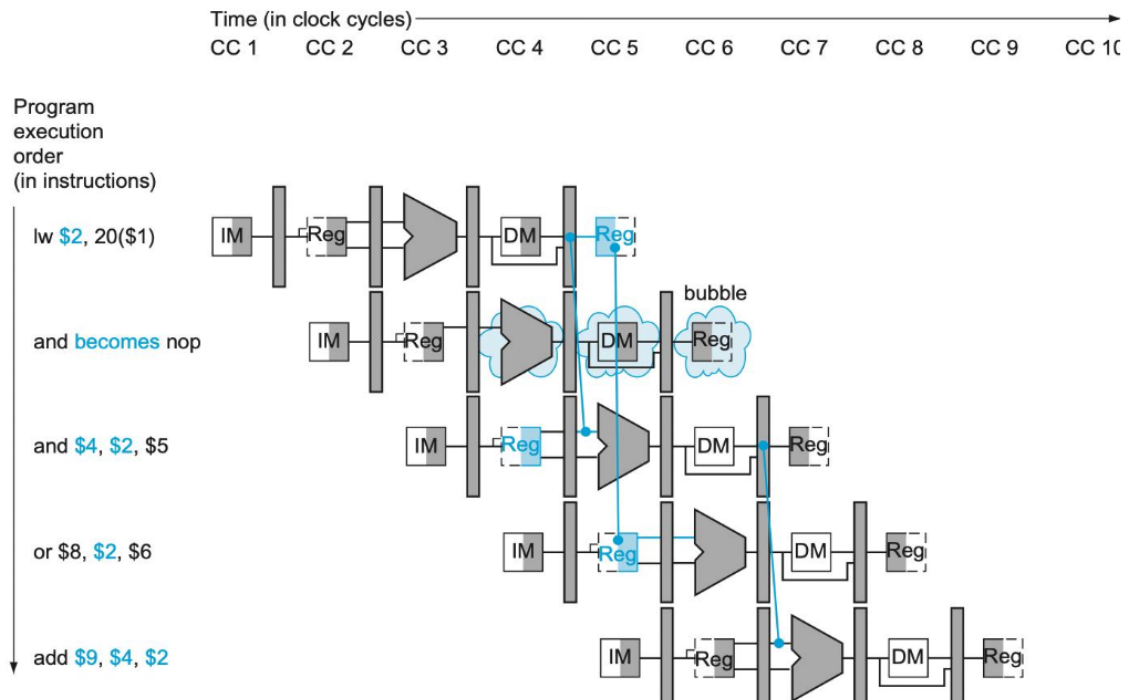 Time (in clock cycles)
CC 1 CC 2 CC 3 CC 4 CC 5 CC 6 CC 7 CC 8 CC 9 CC 10
Program
execution
order
(in instructions)
lw $2, 20($1) IM Reg DM Reg
bubble
and becomes nop IM Reg DM Reg
and $4, $2, $5 IM Reg DM Reg
or $8, $2, $6 IM Reg DM Reg
add $9, $4, $2 IM Reg DM Reg